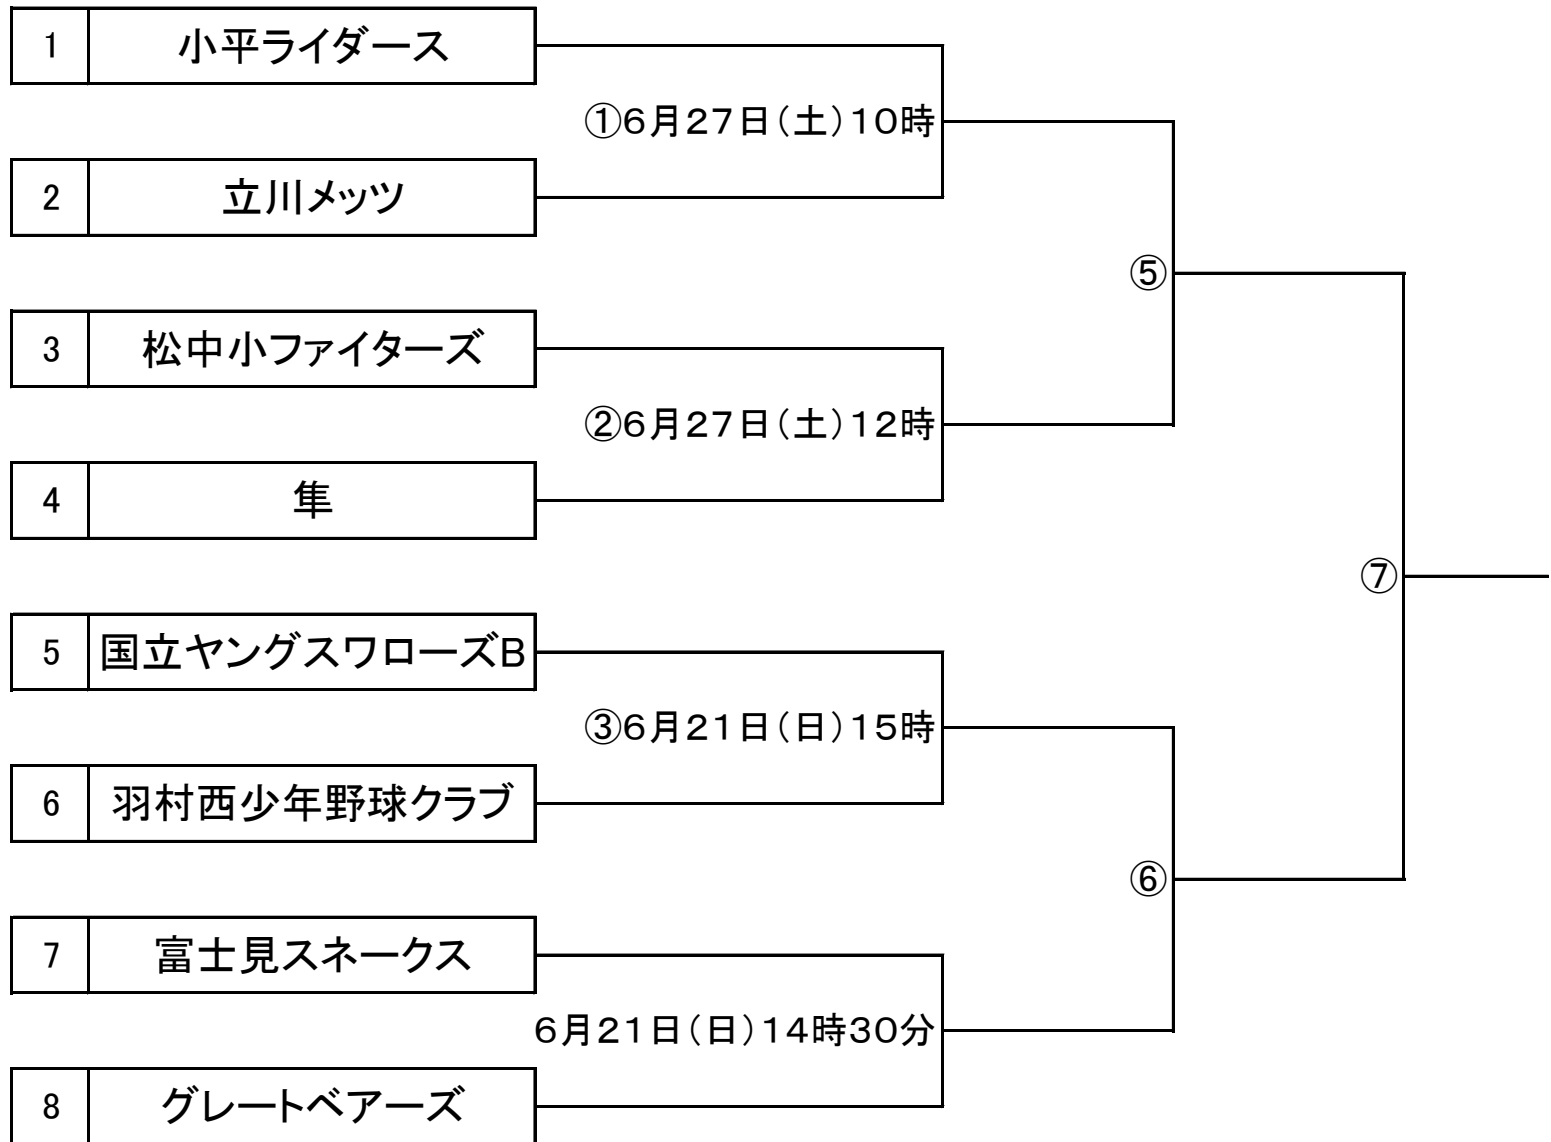 1 小平ライダース
①6月27日(土)10時
2 立川メッツ
⑤
3 松中小ファイターズ
②6月27日(土)12時
4 隼
⑦
5 国立ヤングスワローズB
③6月21日(日)15時
6 羽村西少年野球クラブ
⑥
7 富士見スネークス
6月21日(日)14時30分
8 グレートベアーズ